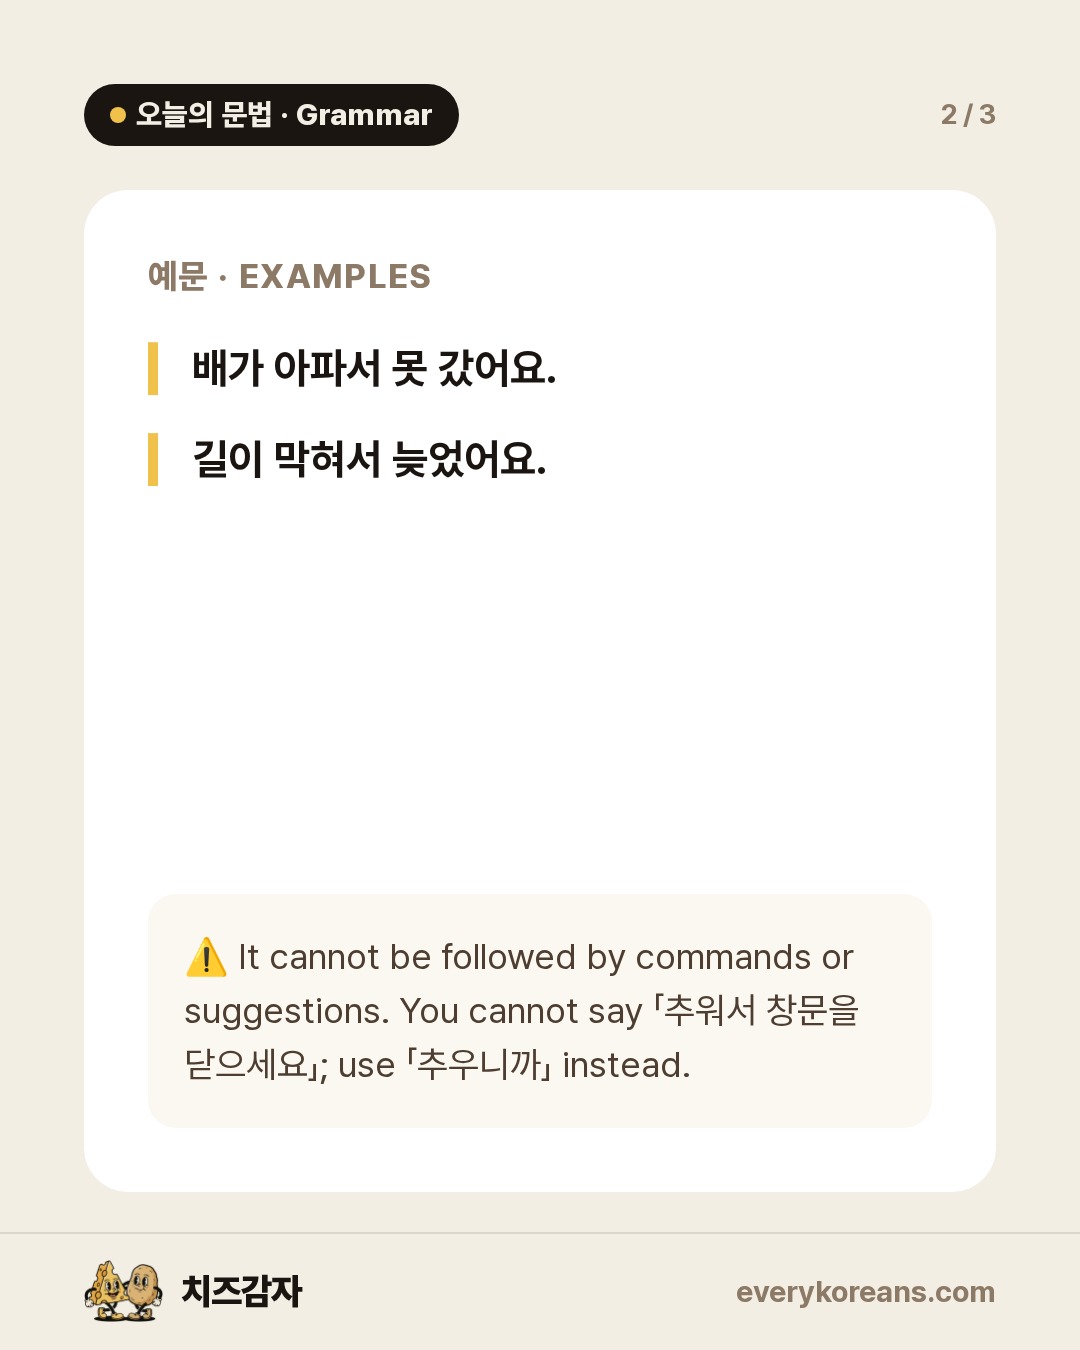 오늘의 문법 · Grammar
2 / 3
예문 · EXAMPLES
배가 아파서 못 갔어요.
길이 막혀서 늦었어요.
⚠️ It cannot be followed by commands or
suggestions. You cannot say 「추워서 창문을
닫으세요」; use 「추우니까」 instead.
치즈감자
everykoreans.com